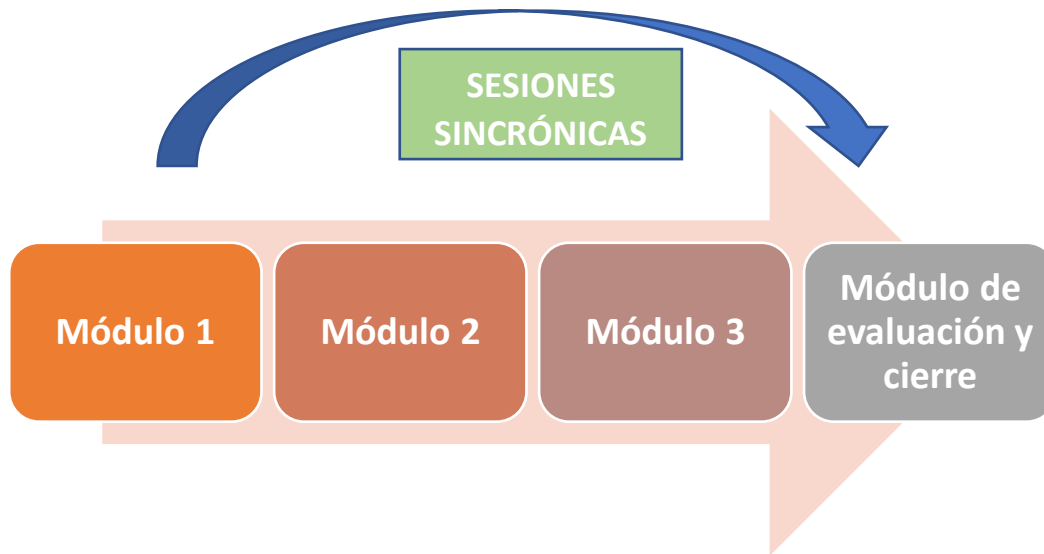 SESIONES
SINCRÓNICAS
Módulo 1
Módulo 2
Módulo 3
Módulo de
evaluación y
cierre